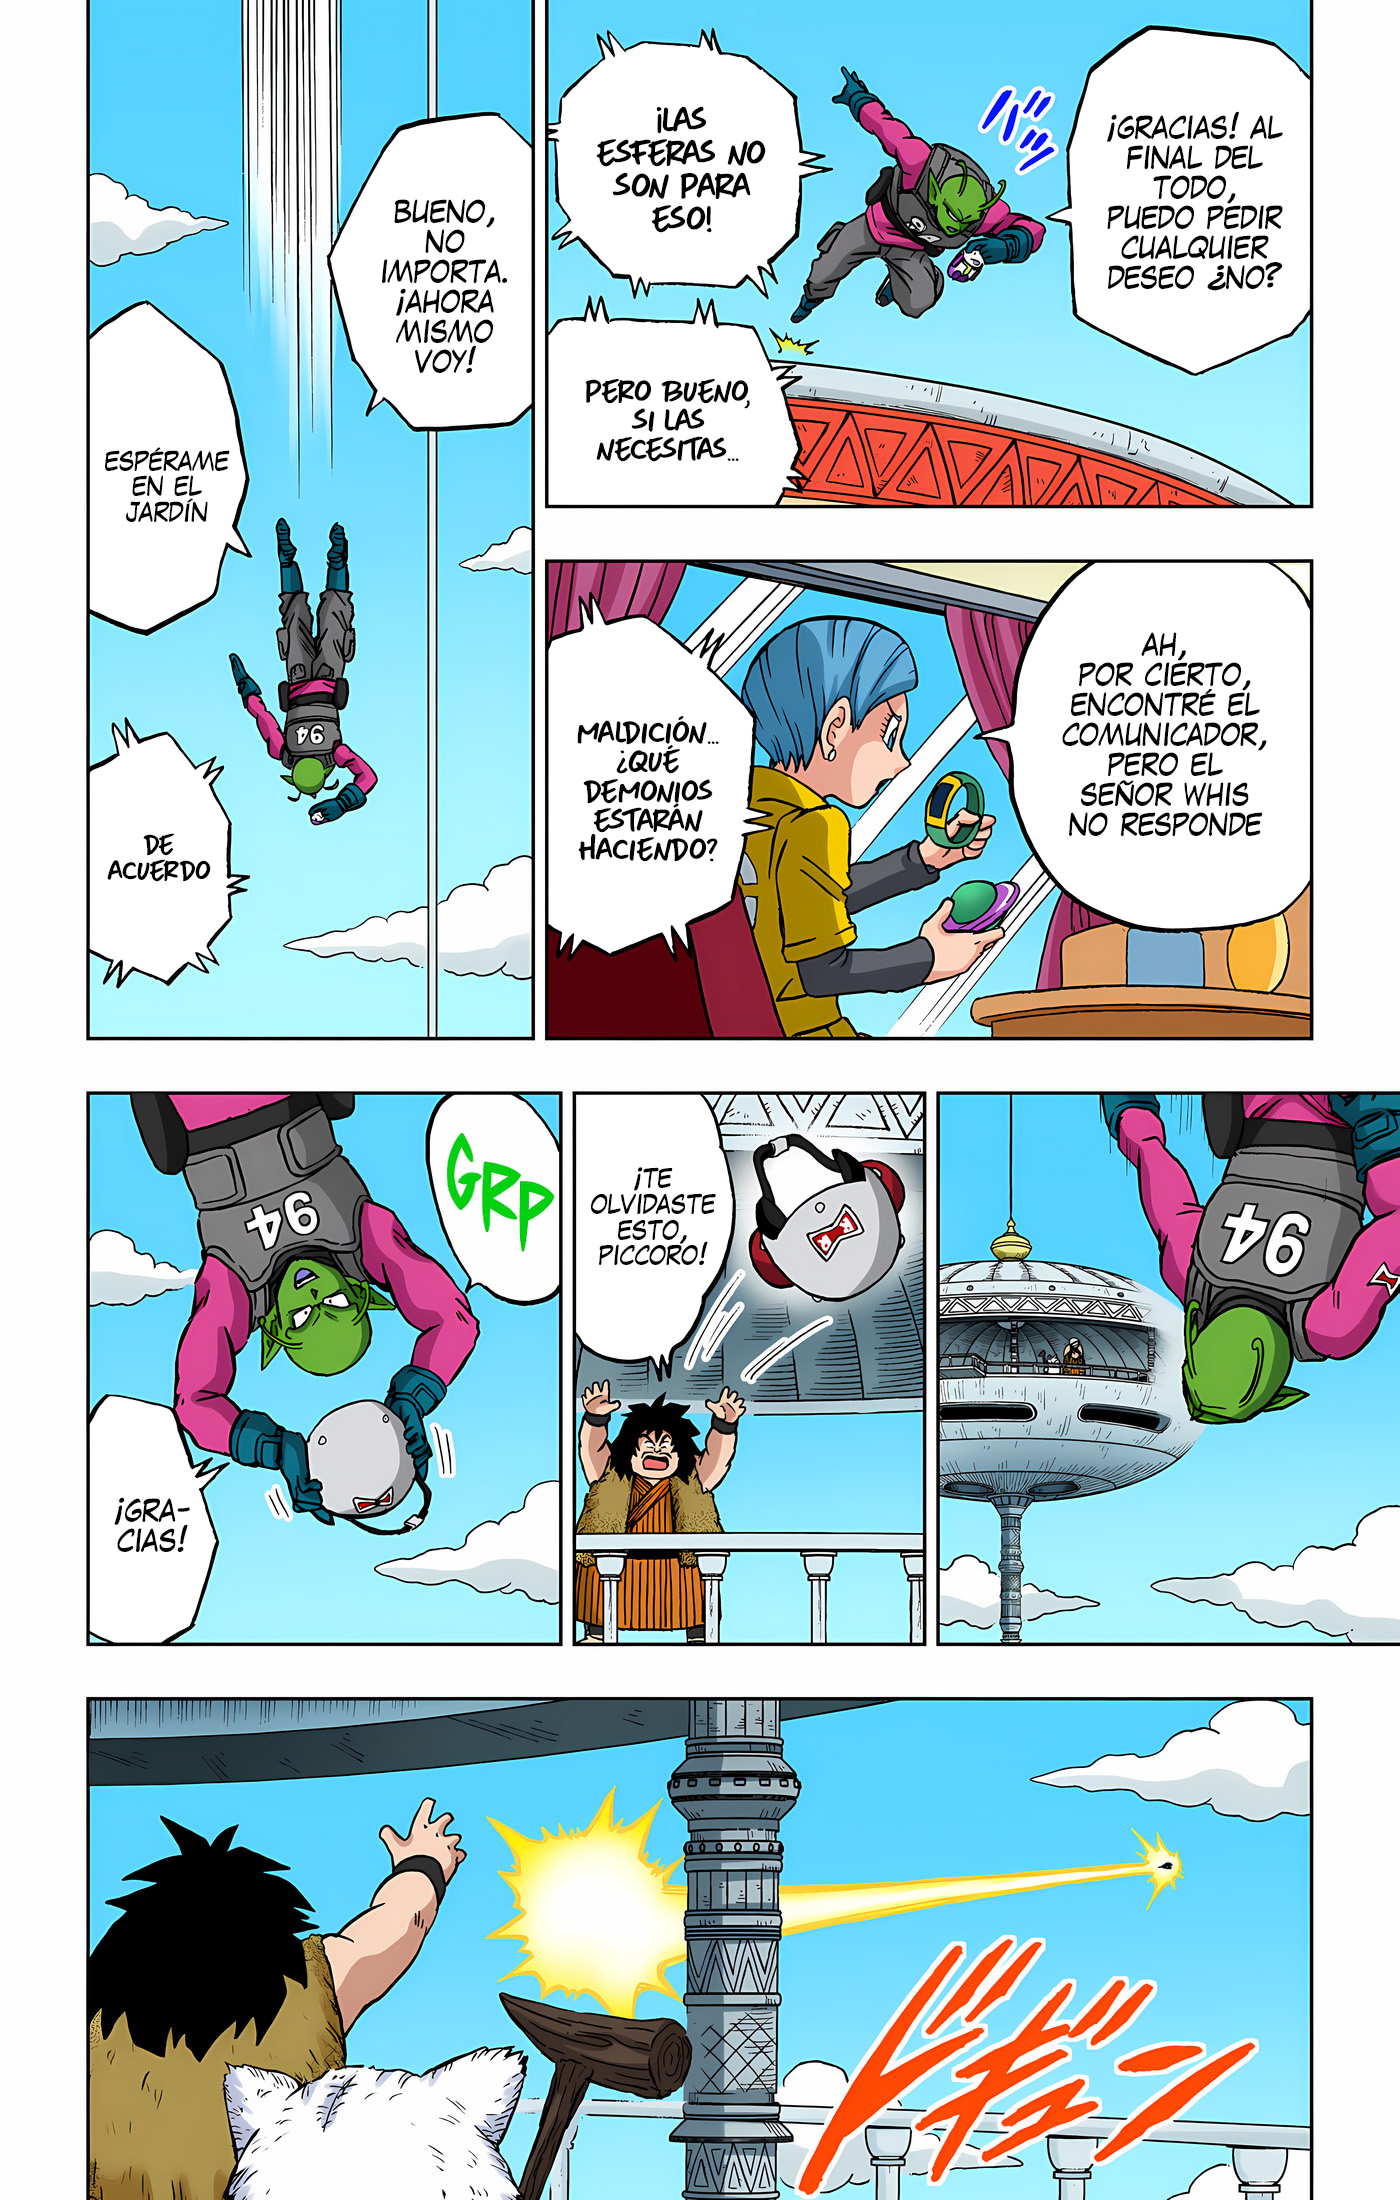 ¡GRACIAS! AL
FINAL DEL
TODO,
PUEDO PEDIR
CUALQUIER
DESEO ¿NO?
バッ
94
¡LAS
ESFERAS NO
SON PARA
ESO!
PERO BUENO,
SI LAS
NECESITAS...
AH,
POR CIERTO,
ENCONTRÉ EL
COMUNICADOR,
PERO EL
SEÑOR WHIS
NO RESPONDE
MALDICIÓN...
¿QUÉ
DEMONIOS
ESTARÁN
HACIENDO?
BUENO,
NO
IMPORTA.
¡AHORA
MISMO
VOY!
ESPÉRAME
EN EL
JARDÍN
94
DE
ACUERDO
94
¡TE
OLVIDASTE
ESTO,
PICCORO!
GRP
94
¡GRA-
CIAS!
ドギュン